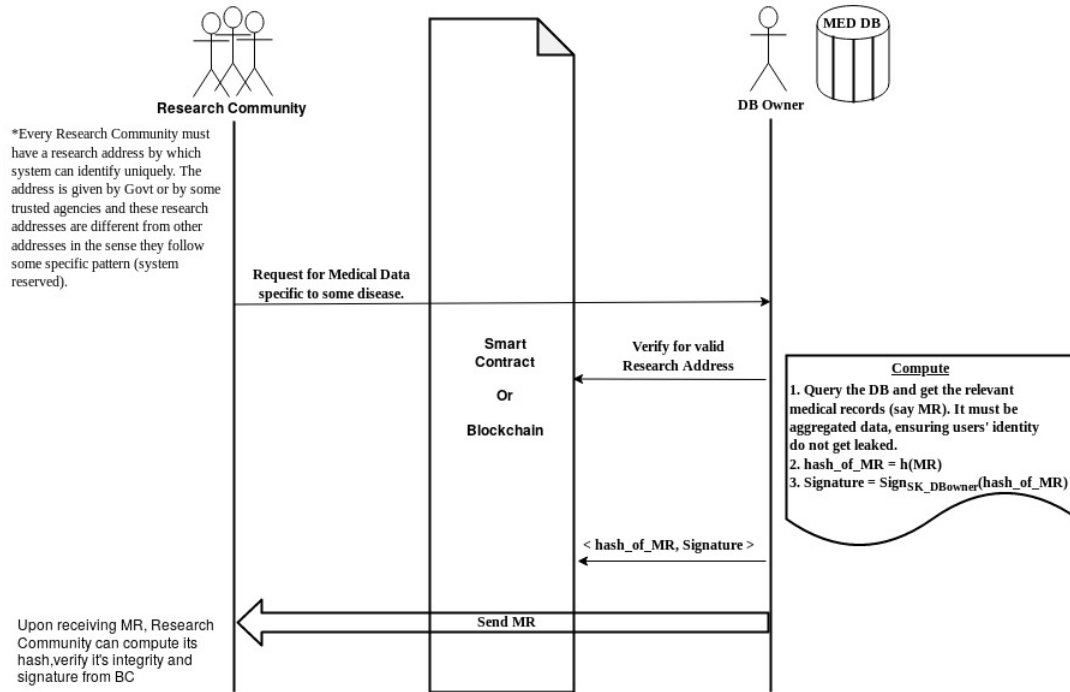 MED DB
Research Community
DB Owner
*Every Research Community must
have a research address by which
system can identify uniquely. The
address is given by Govt or by some
trusted agencies and these research
addresses are different from other
addresses in the sense they follow
some specific pattern (system
reserved).
Request for Medical Data
specific to some disease.
Smart
Contract
Or
Blockchain
Verify for valid
Research Address
Compute
1. Query the DB and get the relevant
medical records (say MR). It must be
aggregated data, ensuring users' identity
do not get leaked.
2. hash_of_MR = h(MR)
3. Signature = Sign_SK_DBowner(hash_of_MR)
< hash_of_MR, Signature >
Send MR
Upon receiving MR, Research
Community can compute its
hash,verify it's integrity and
signature from BC